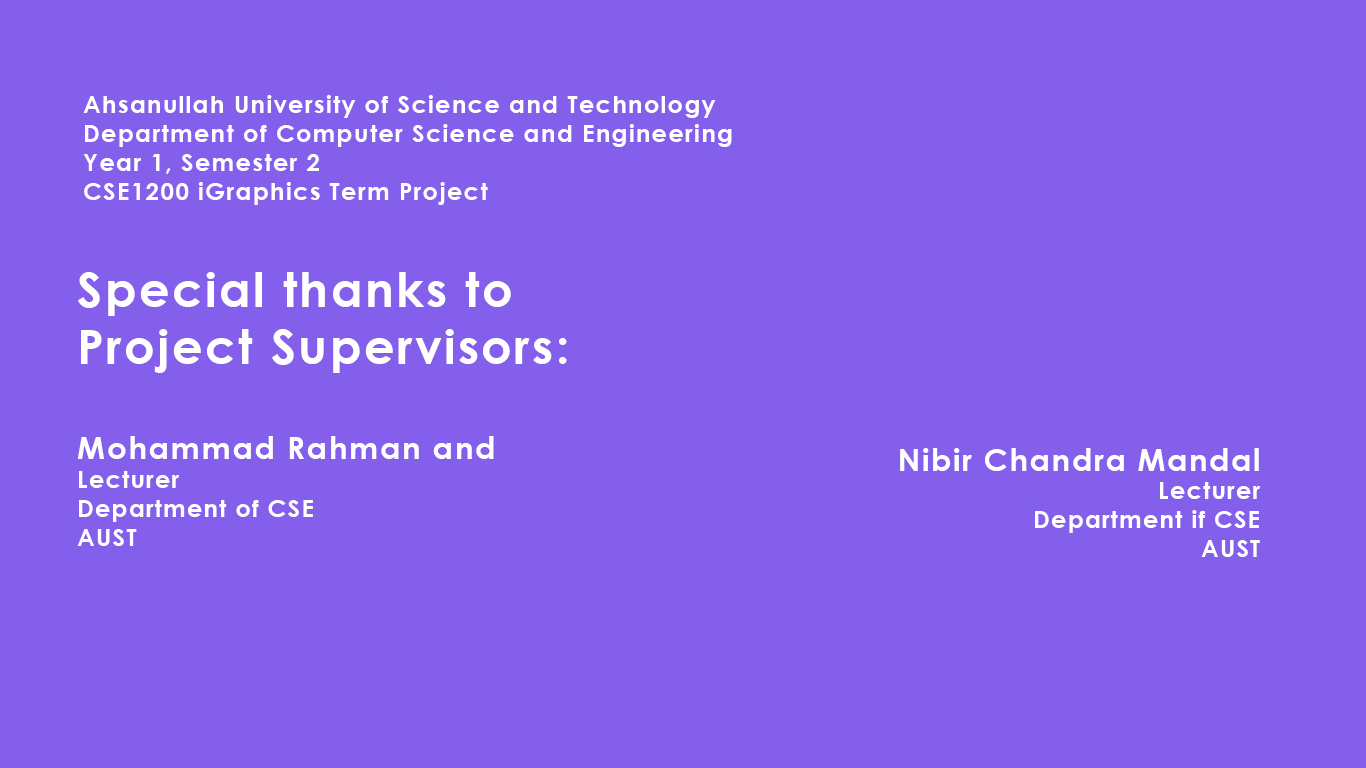 Ahsanullah University of Science and Technology
Department of Computer Science and Engineering
Year 1, Semester 2
CSE1200 iGraphics Term Project
Special thanks to
Project Supervisors:
Mohammad Rahman and
Lecturer
Department of CSE
AUST
Nibir Chandra Mandal
Lecturer
Department if CSE
AUST